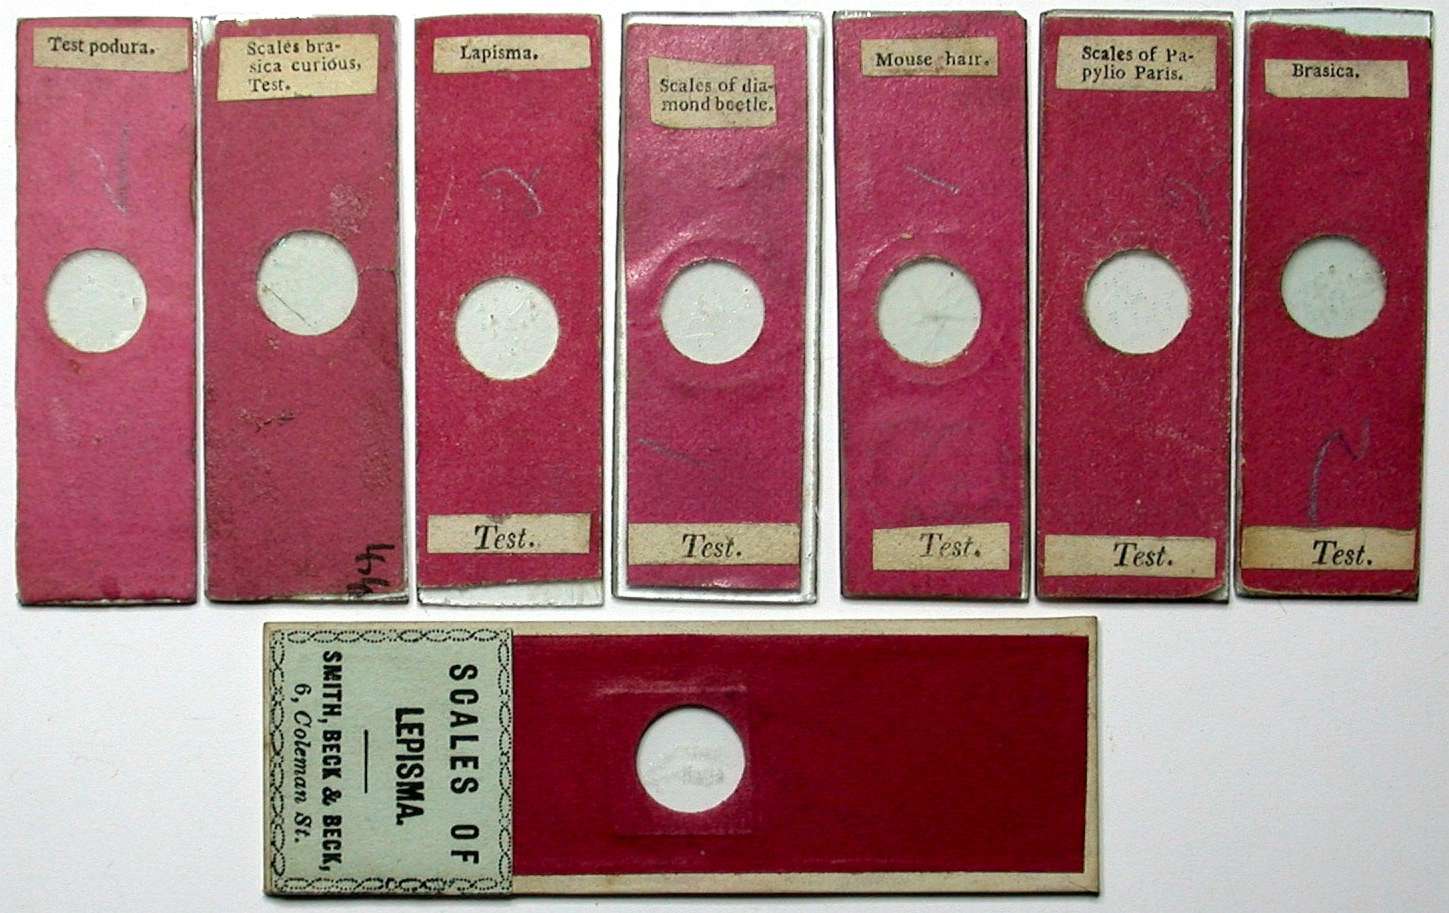 Test podura.
Scales bra-
sica curious,
Test.
Lapisma.
Test.
Scales of dia-
mond beetle.
Test.
Mouse hair.
Test.
Scales of Pa-
pylio Paris.
Test.
Brasica.
Test.
SCALES OF
LEPISMA.
SMITH, BECK & BECK,
6, Coleman St.